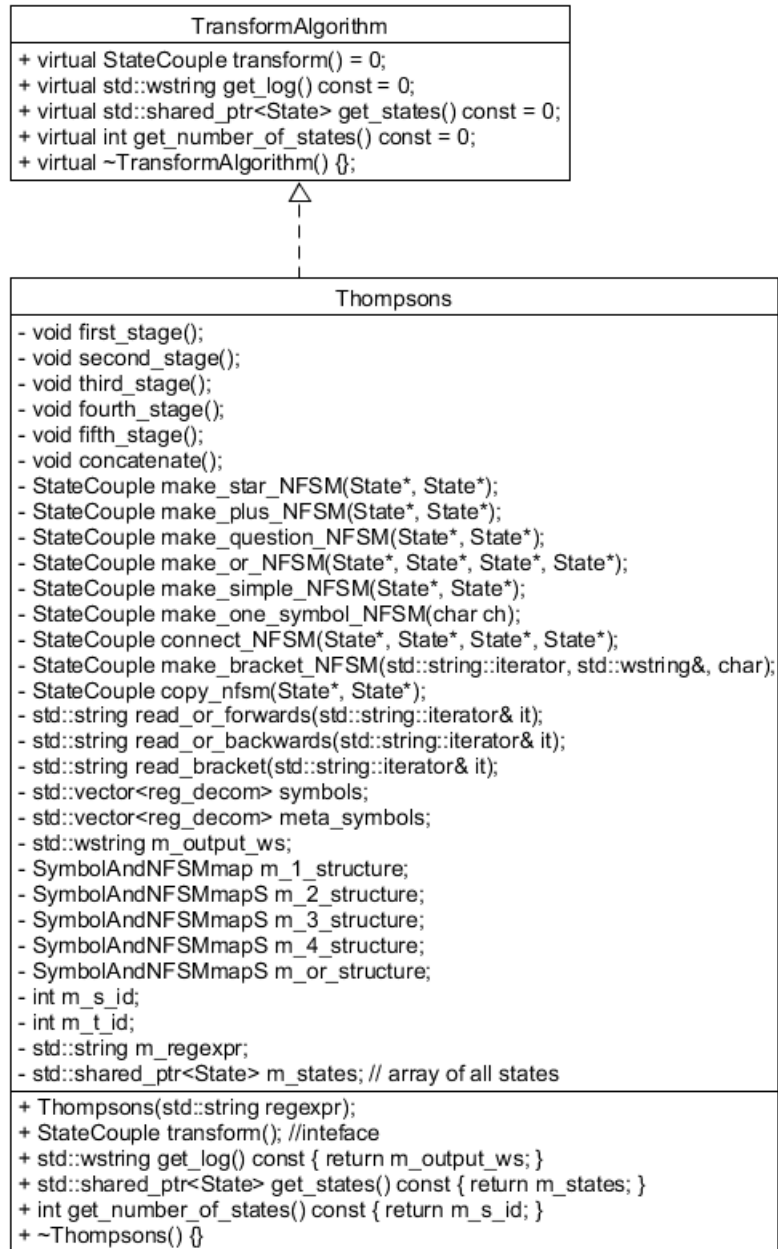 TransformAlgorithm
+ virtual StateCouple transform() = 0;
+ virtual std::wstring get_log() const = 0;
+ virtual std::shared_ptr<State> get_states() const = 0;
+ virtual int get_number_of_states() const = 0;
+ virtual ~TransformAlgorithm() {};
Thompsons
- void first_stage();
- void second_stage();
- void third_stage();
- void fourth_stage();
- void fifth_stage();
- void concatenate();
- StateCouple make_star_NFSM(State*, State*);
- StateCouple make_plus_NFSM(State*, State*);
- StateCouple make_question_NFSM(State*, State*);
- StateCouple make_or_NFSM(State*, State*, State*, State*);
- StateCouple make_simple_NFSM(State*, State*);
- StateCouple make_one_symbol_NFSM(char ch);
- StateCouple connect_NFSM(State*, State*, State*, State*);
- StateCouple make_bracket_NFSM(std::string::iterator, std::wstring&, char);
- StateCouple copy_nfsm(State*, State*);
- std::string read_or_forwards(std::string::iterator& it);
- std::string read_or_backwards(std::string::iterator& it);
- std::string read_bracket(std::string::iterator& it);
- std::vector<reg_decom> symbols;
- std::vector<reg_decom> meta_symbols;
- std::wstring m_output_ws;
- SymbolAndNFSMmap m_1_structure;
- SymbolAndNFSMmapS m_2_structure;
- SymbolAndNFSMmapS m_3_structure;
- SymbolAndNFSMmapS m_4_structure;
- SymbolAndNFSMmapS m_or_structure;
- int m_s_id;
- int m_t_id;
- std::string m_regexpr;
- std::shared_ptr<State> m_states; // array of all states
+ Thompsons(std::string regexpr);
+ StateCouple transform(); //inteface
+ std::wstring get_log() const { return m_output_ws; }
+ std::shared_ptr<State> get_states() const { return m_states; }
+ int get_number_of_states() const { return m_s_id; }
+ ~Thompsons() {}